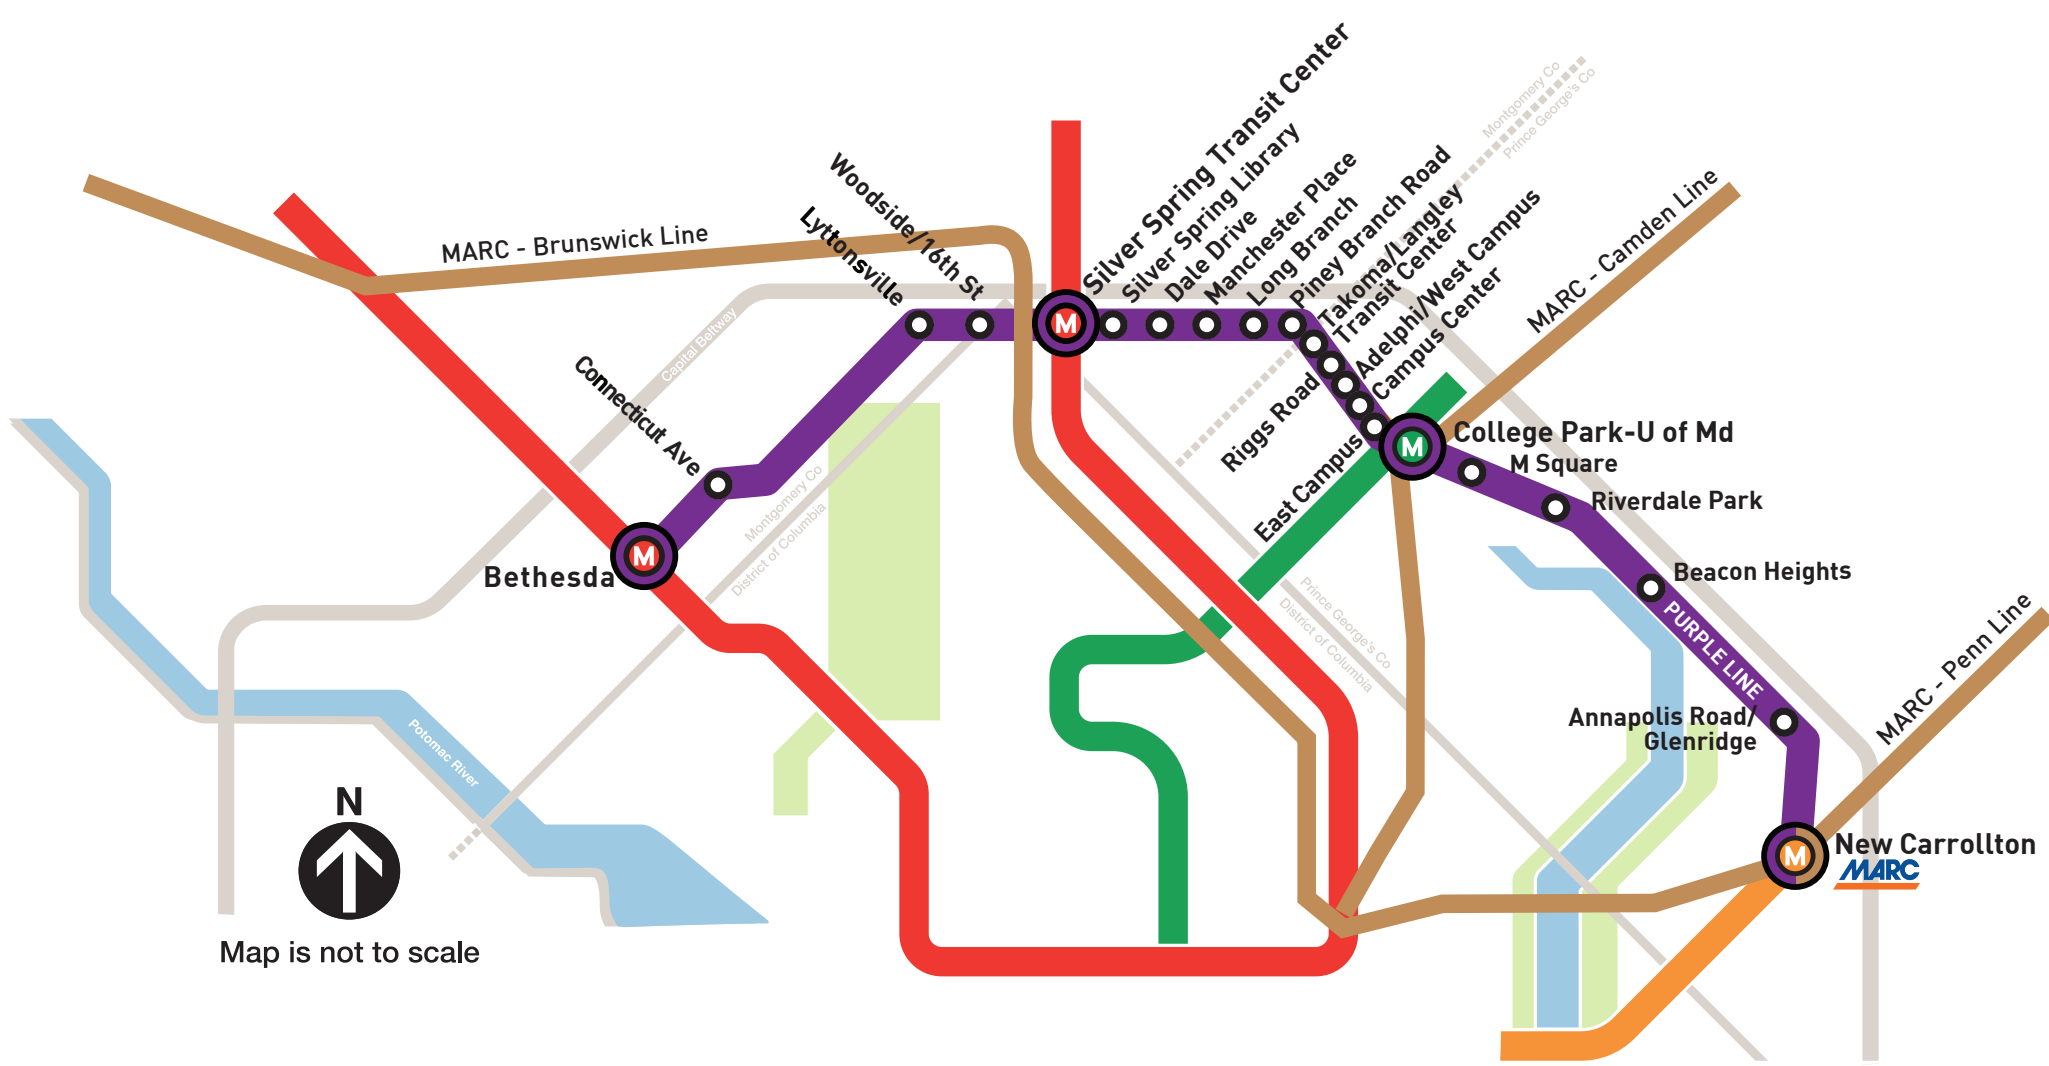 MARC - Brunswick Line
Lyttonsville
Woodside/16th St
Silver Spring Transit Center
Silver Spring Library
Dale Drive
Manchester Place
Long Branch
Piney Branch Road
Takoma/Langley
Transit Center
Riggs Road
Adelphi/West Campus
Campus Center
East Campus
Montgomery Co
Prince George's Co
MARC - Camden Line
Capital Beltway
Connecticut Ave
M
M
College Park-U of Md
M Square
Riverdale Park
Montgomery Co
District of Columbia
M
Bethesda
Beacon Heights
PURPLE LINE
Prince George's Co
District of Columbia
MARC - Penn Line
Annapolis Road/
Glenridge
Potomac River
N
Map is not to scale
M
New Carrollton
MARC